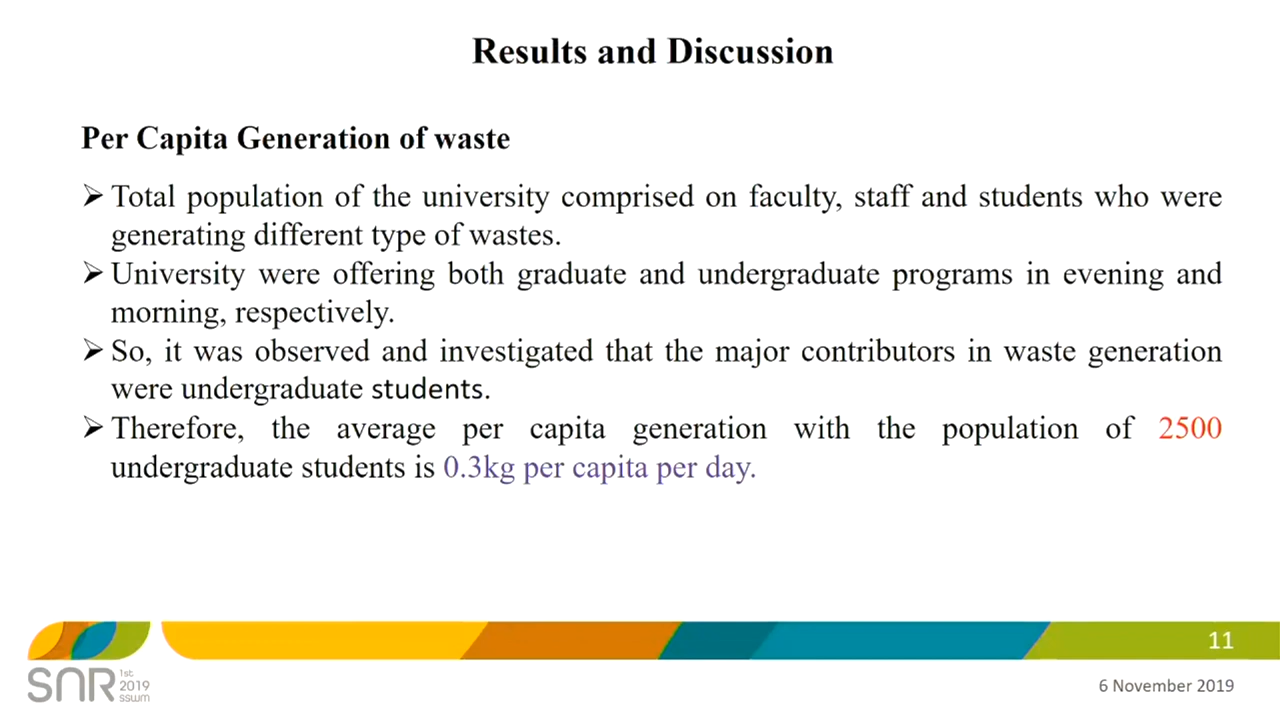 Results and Discussion
Per Capita Generation of waste
➢ Total population of the university comprised on faculty, staff and students who were
generating different type of wastes.
➢ University were offering both graduate and undergraduate programs in evening and
morning, respectively.
➢ So, it was observed and investigated that the major contributors in waste generation
were undergraduate students.
➢ Therefore, the average per capita generation with the population of 2500
undergraduate students is 0.3kg per capita per day.
11
SNR
1st
2019
sswm
6 November 2019